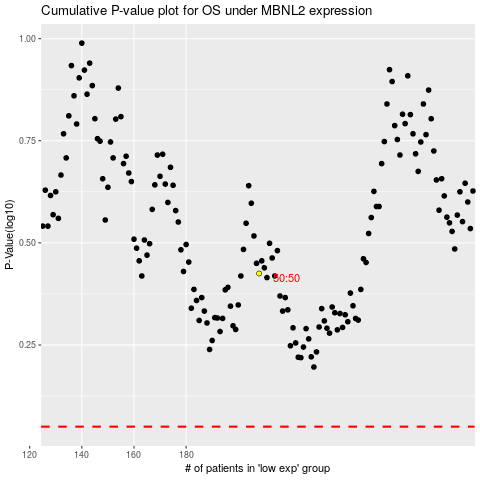 Cumulative P-value plot for OS under MBNL2 expression
P-Value(log10)
1.00
0.75
0.50
0.25
50:50
120 140 160 180
# of patients in 'low exp' group